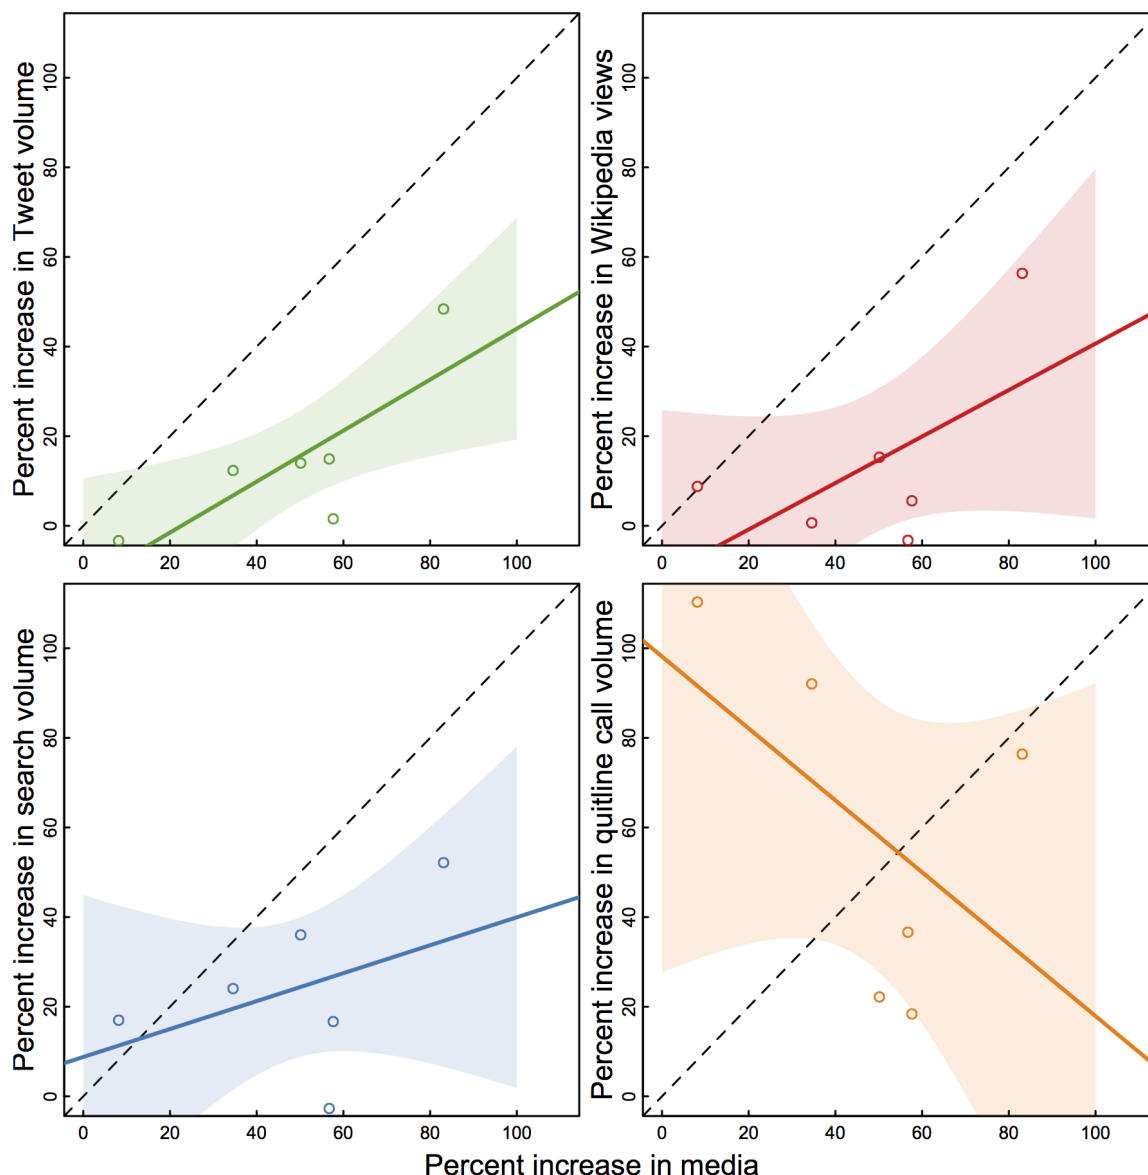 Percent increase in Tweet volume
0 20 40 60 80 100
0 20 40 60 80 100
Percent increase in Wikipedia views
0 20 40 60 80 100
0 20 40 60 80 100
Percent increase in search volume
0 20 40 60 80 100
0 20 40 60 80 100
Percent increase in quitline call volume
0 20 40 60 80 100
0 20 40 60 80 100
Percent increase in media